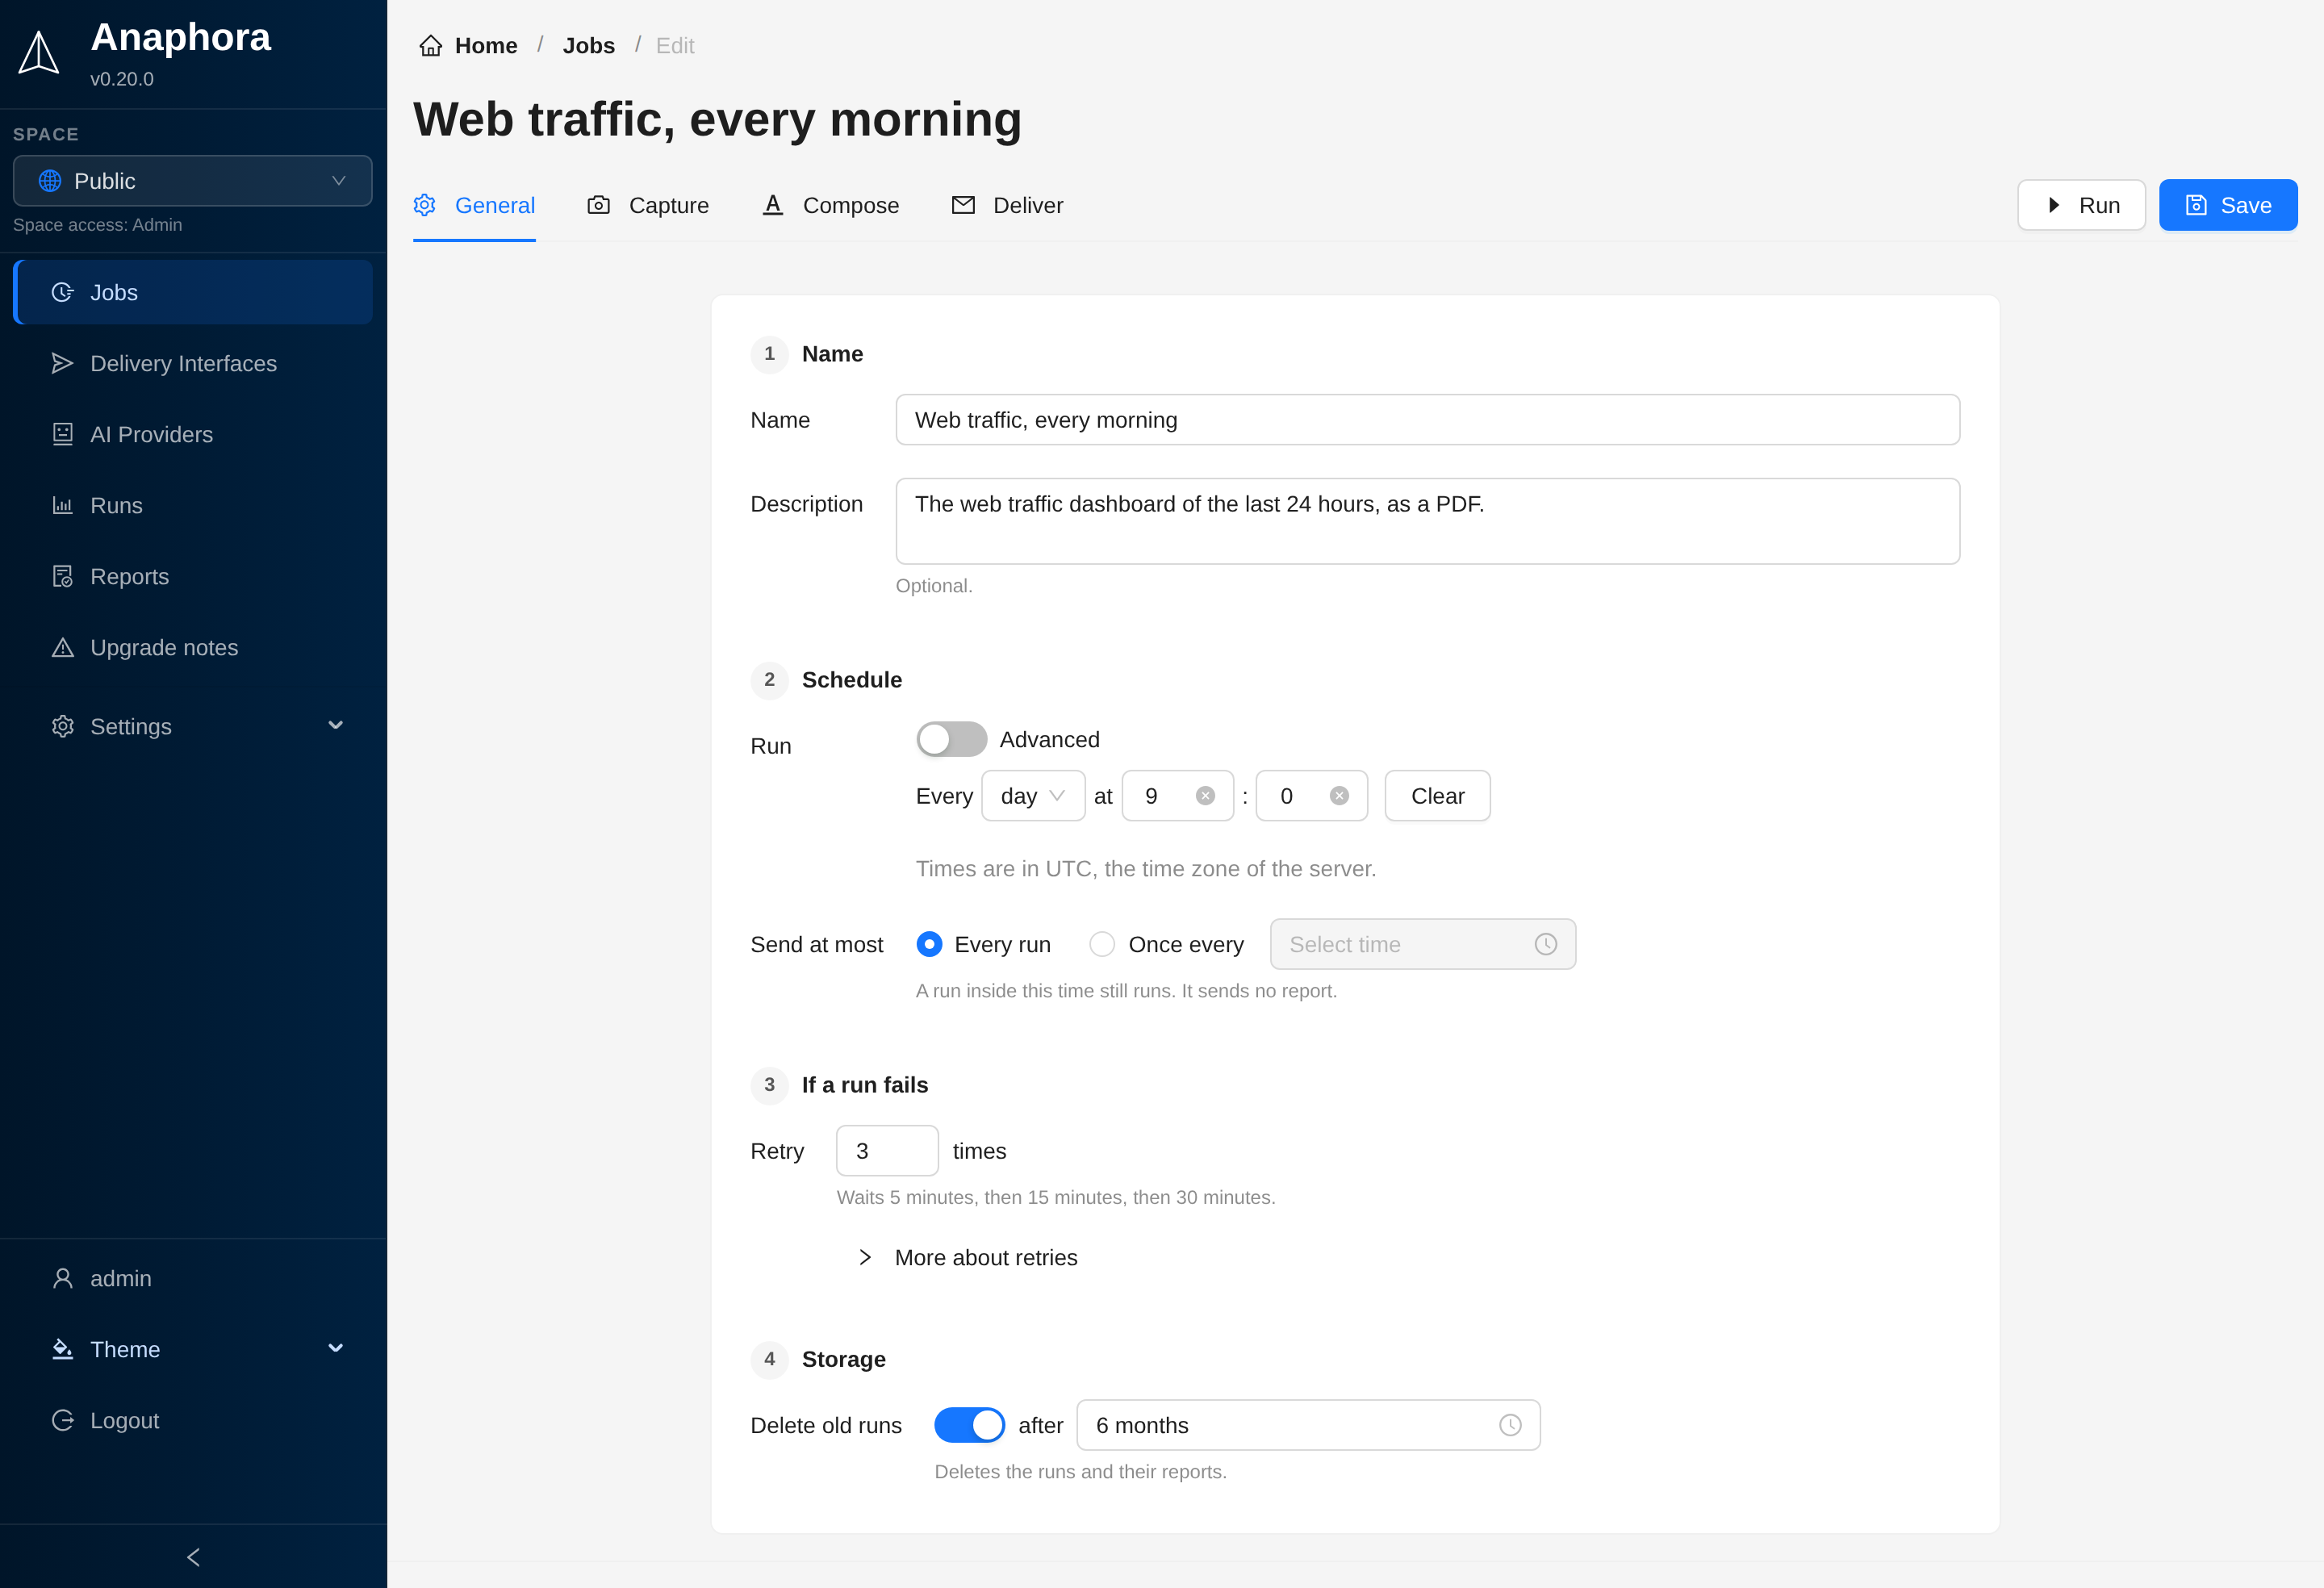 Anaphora
v0.20.0
SPACE
Public
Space access: Admin
Jobs
Delivery Interfaces
AI Providers
Runs
Reports
Upgrade notes
Settings
admin
Theme
Logout
Home / Jobs / Edit
Web traffic, every morning
General
Capture
Compose
Deliver
Run
Save
1 Name
Name
Web traffic, every morning
Description
The web traffic dashboard of the last 24 hours, as a PDF.
Optional.
2 Schedule
Run
Advanced
Every day at 9 : 0 Clear
Times are in UTC, the time zone of the server.
Send at most Every run Once every Select time
A run inside this time still runs. It sends no report.
3 If a run fails
Retry 3 times
Waits 5 minutes, then 15 minutes, then 30 minutes.
More about retries
4 Storage
Delete old runs after 6 months
Deletes the runs and their reports.